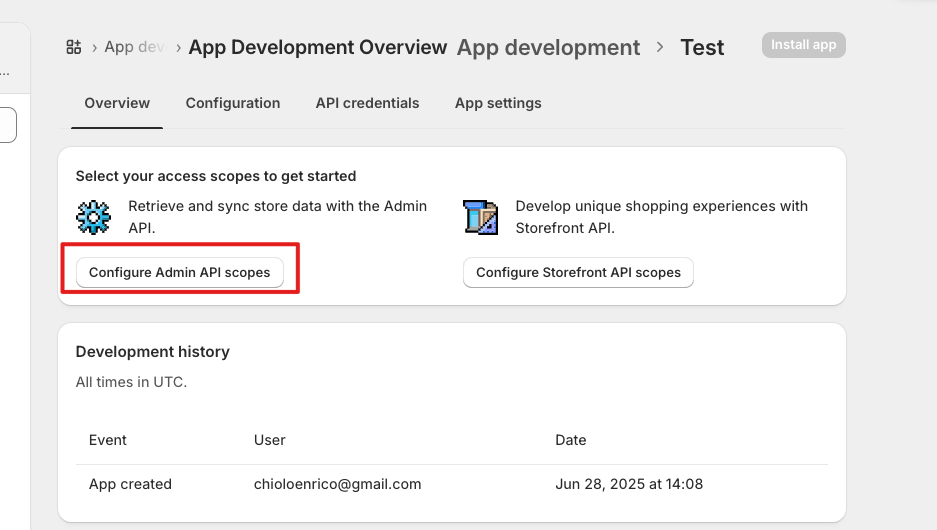 ...
App dev
App Development Overview
App development
Test
Install app
Overview
Configuration
API credentials
App settings
Select your access scopes to get started
Retrieve and sync store data with the Admin
API.
Configure Admin API scopes
Develop unique shopping experiences with
Storefront API.
Configure Storefront API scopes
Development history
All times in UTC.
Event User Date
App created chioloenrico@gmail.com Jun 28, 2025 at 14:08